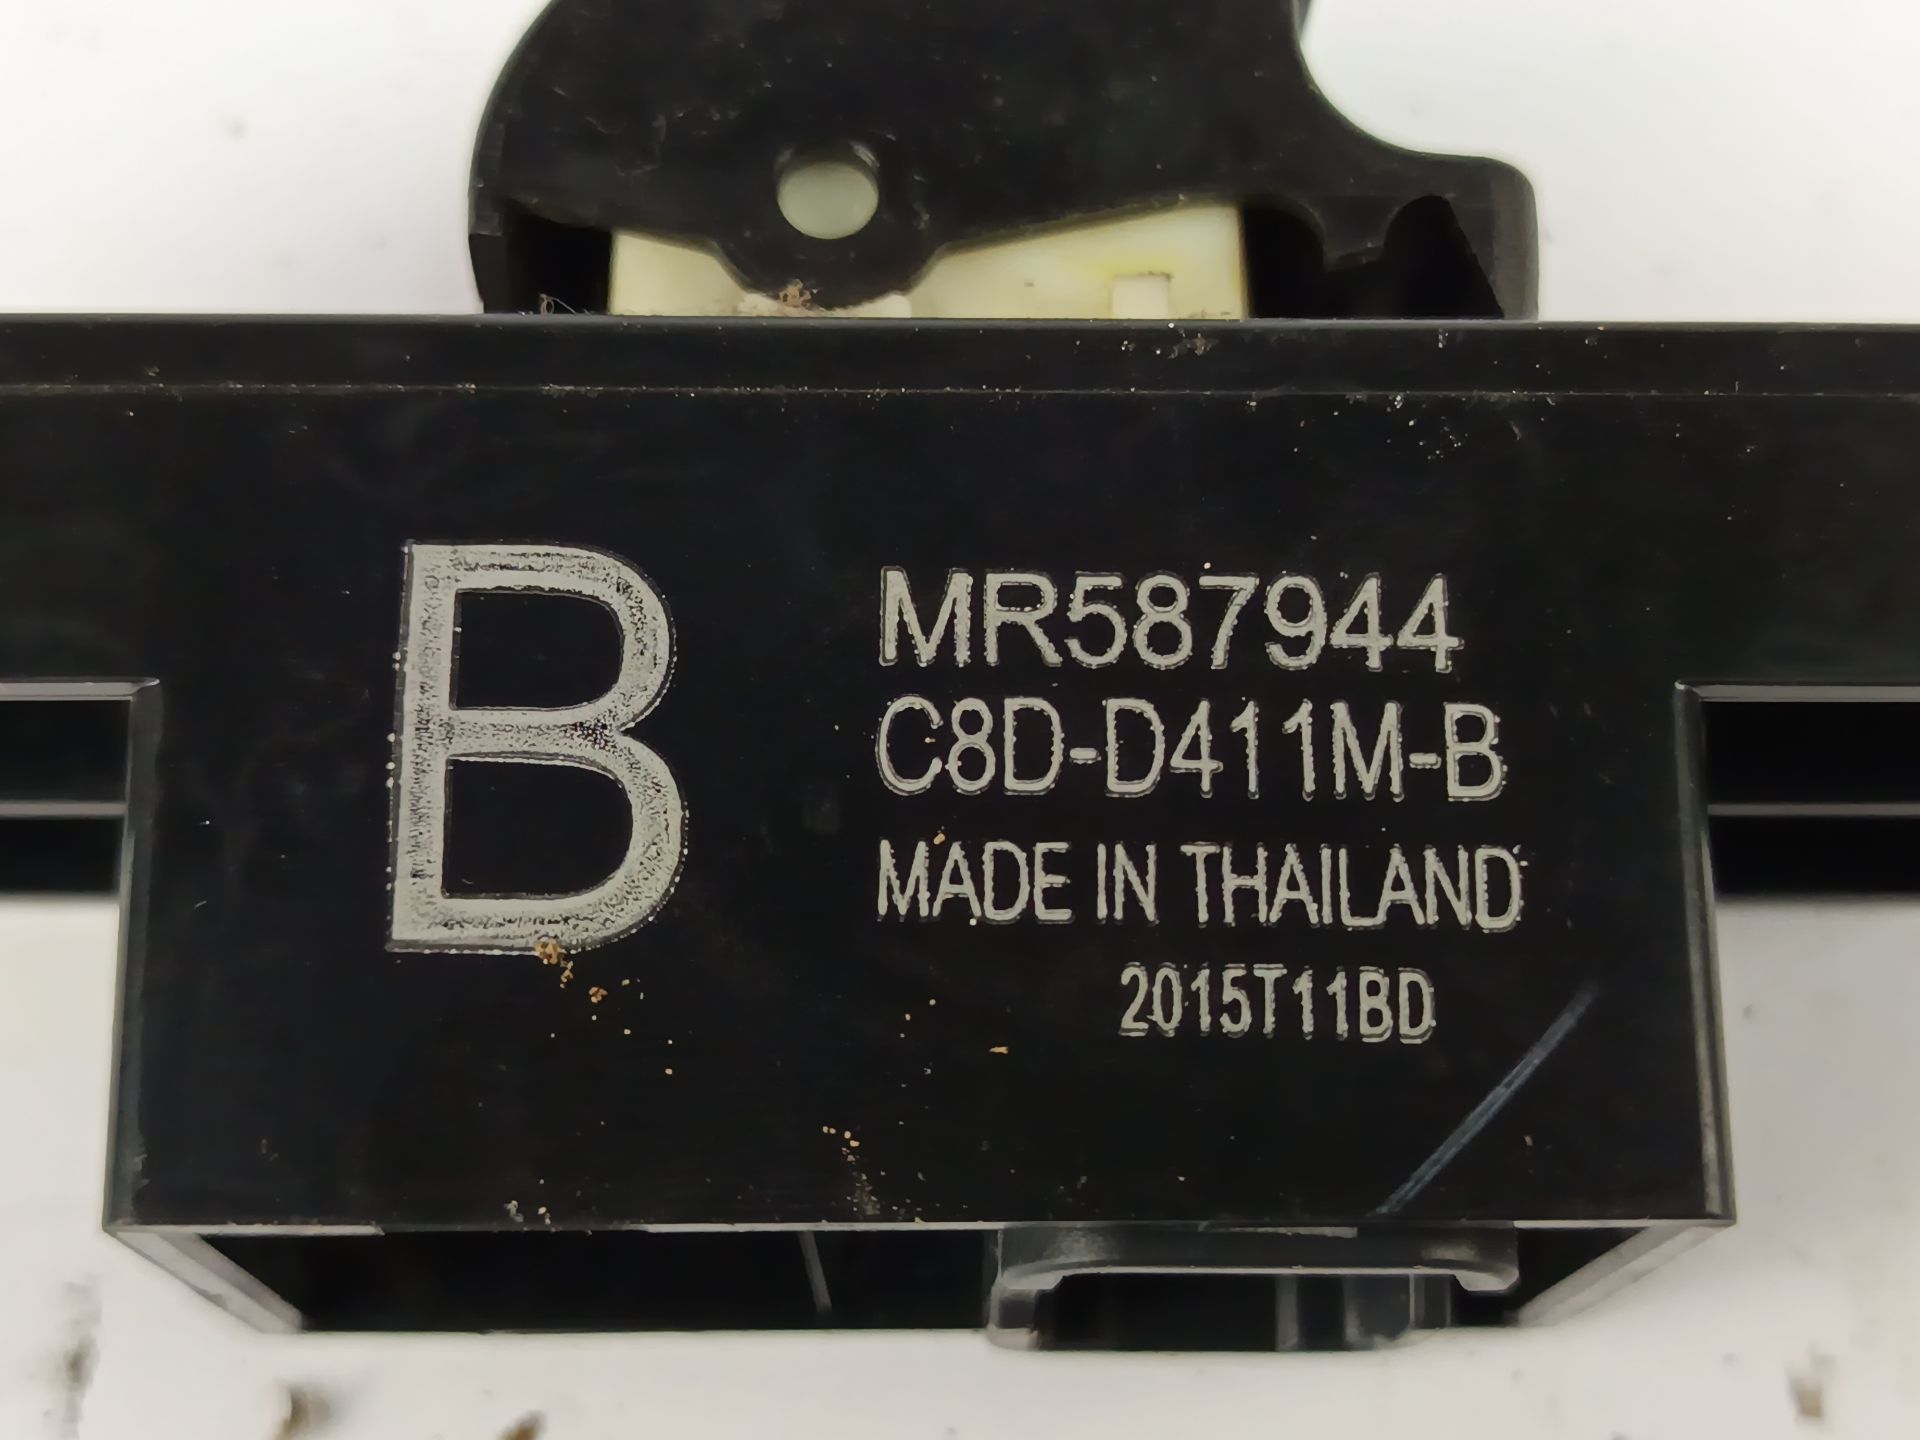 B
MR587944
C8D-D411M-B
MADE IN THAILAND
2015T11BD